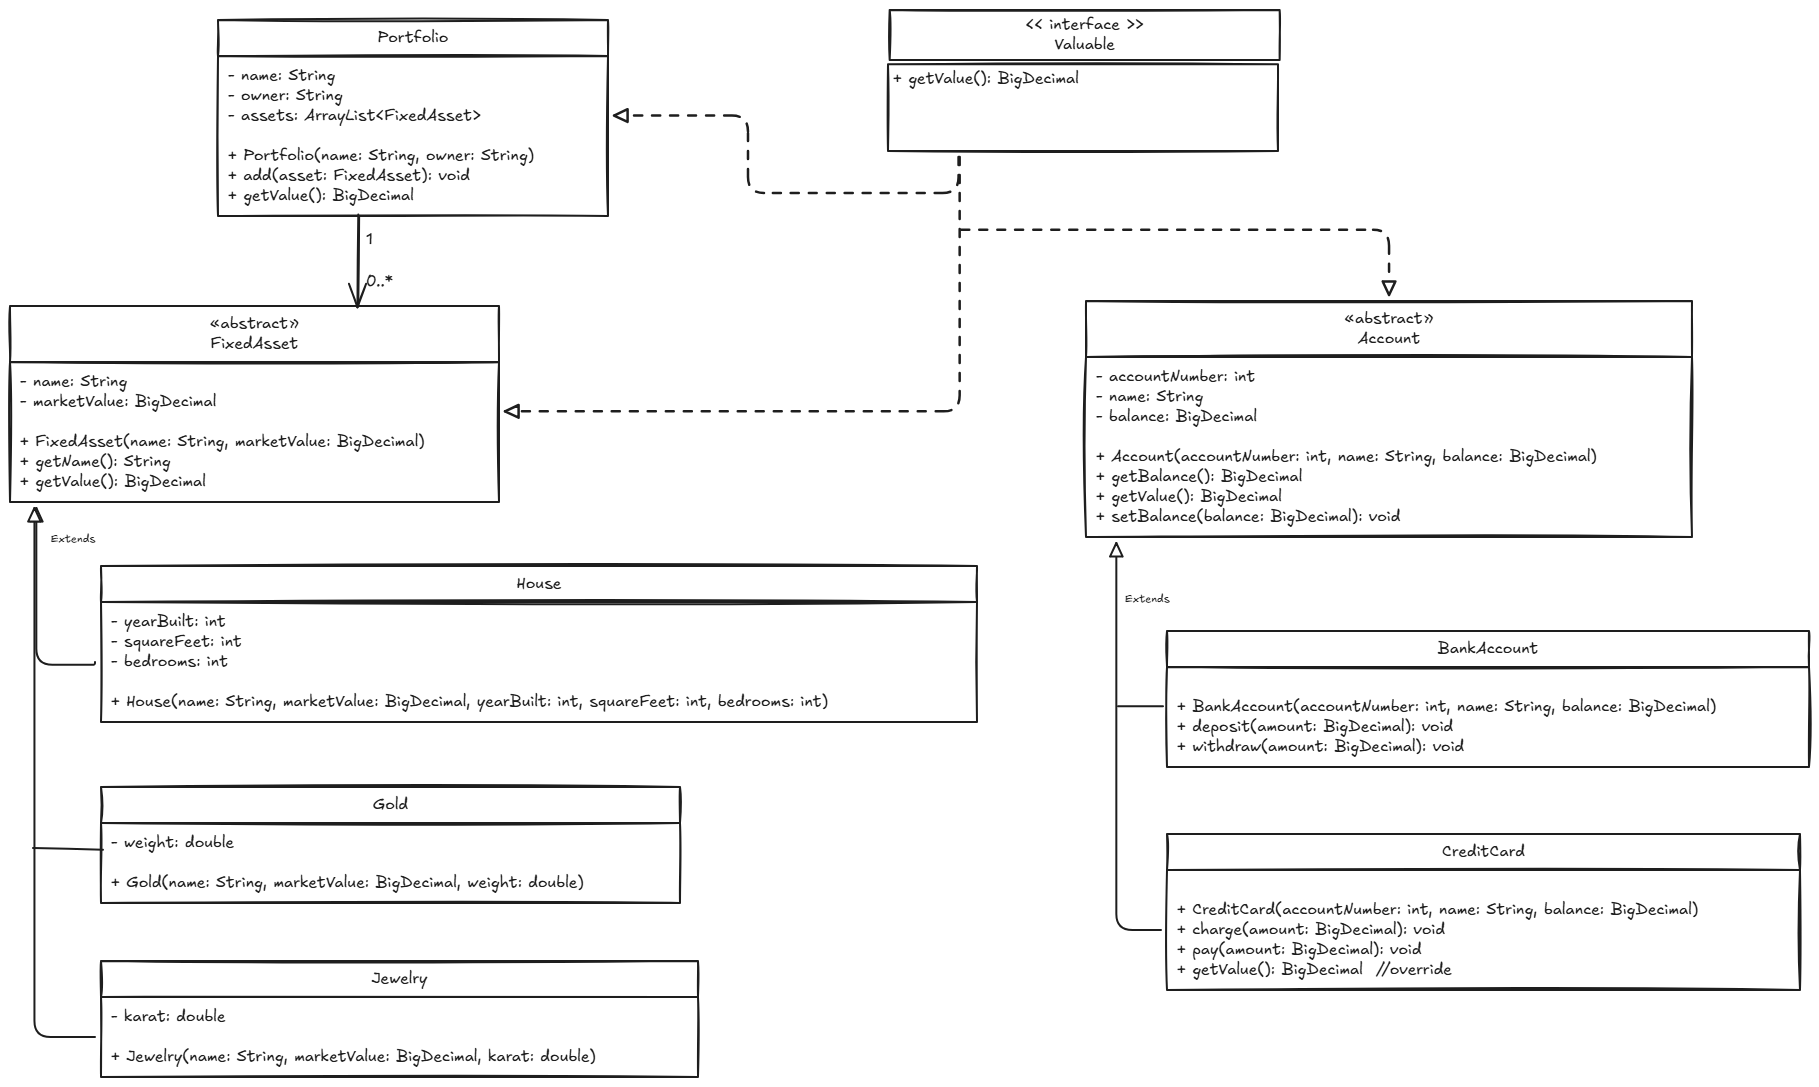 Portfolio
- name: String
- owner: String
- assets: ArrayList<FixedAsset>
+ Portfolio(name: String, owner: String)
+ add(asset: FixedAsset): void
+ getValue(): BigDecimal
<< interface >>
Valuable
+ getValue(): BigDecimal
1
0..*
«abstract»
FixedAsset
- name: String
- marketValue: BigDecimal
+ FixedAsset(name: String, marketValue: BigDecimal)
+ getName(): String
+ getValue(): BigDecimal
«abstract»
Account
- accountNumber: int
- name: String
- balance: BigDecimal
+ Account(accountNumber: int, name: String, balance: BigDecimal)
+ getBalance(): BigDecimal
+ getValue(): BigDecimal
+ setBalance(balance: BigDecimal): void
Extends
House
- yearBuilt: int
- squareFeet: int
- bedrooms: int
+ House(name: String, marketValue: BigDecimal, yearBuilt: int, squareFeet: int, bedrooms: int)
Extends
BankAccount
+ BankAccount(accountNumber: int, name: String, balance: BigDecimal)
+ deposit(amount: BigDecimal): void
+ withdraw(amount: BigDecimal): void
Gold
- weight: double
+ Gold(name: String, marketValue: BigDecimal, weight: double)
CreditCard
+ CreditCard(accountNumber: int, name: String, balance: BigDecimal)
+ charge(amount: BigDecimal): void
+ pay(amount: BigDecimal): void
+ getValue(): BigDecimal //override
Jewelry
- karat: double
+ Jewelry(name: String, marketValue: BigDecimal, karat: double)